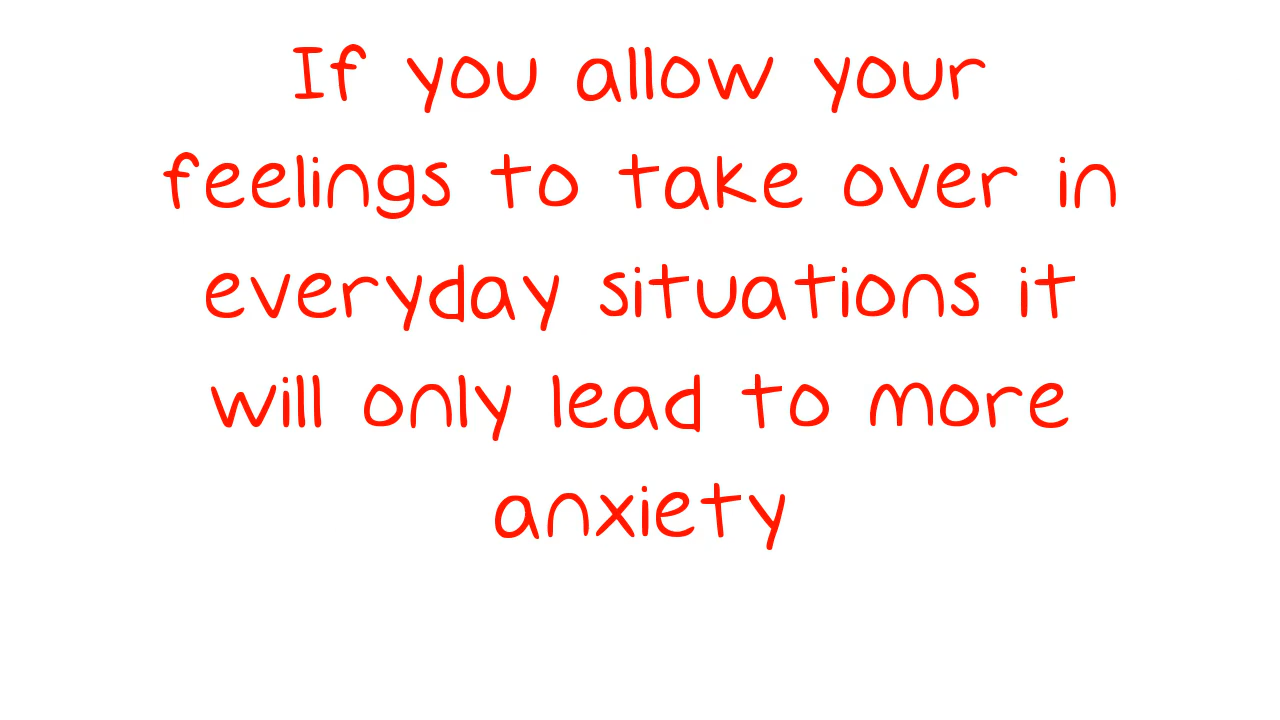 If you allow your
feelings to take over in
everyday situations it
will only lead to more
anxiety